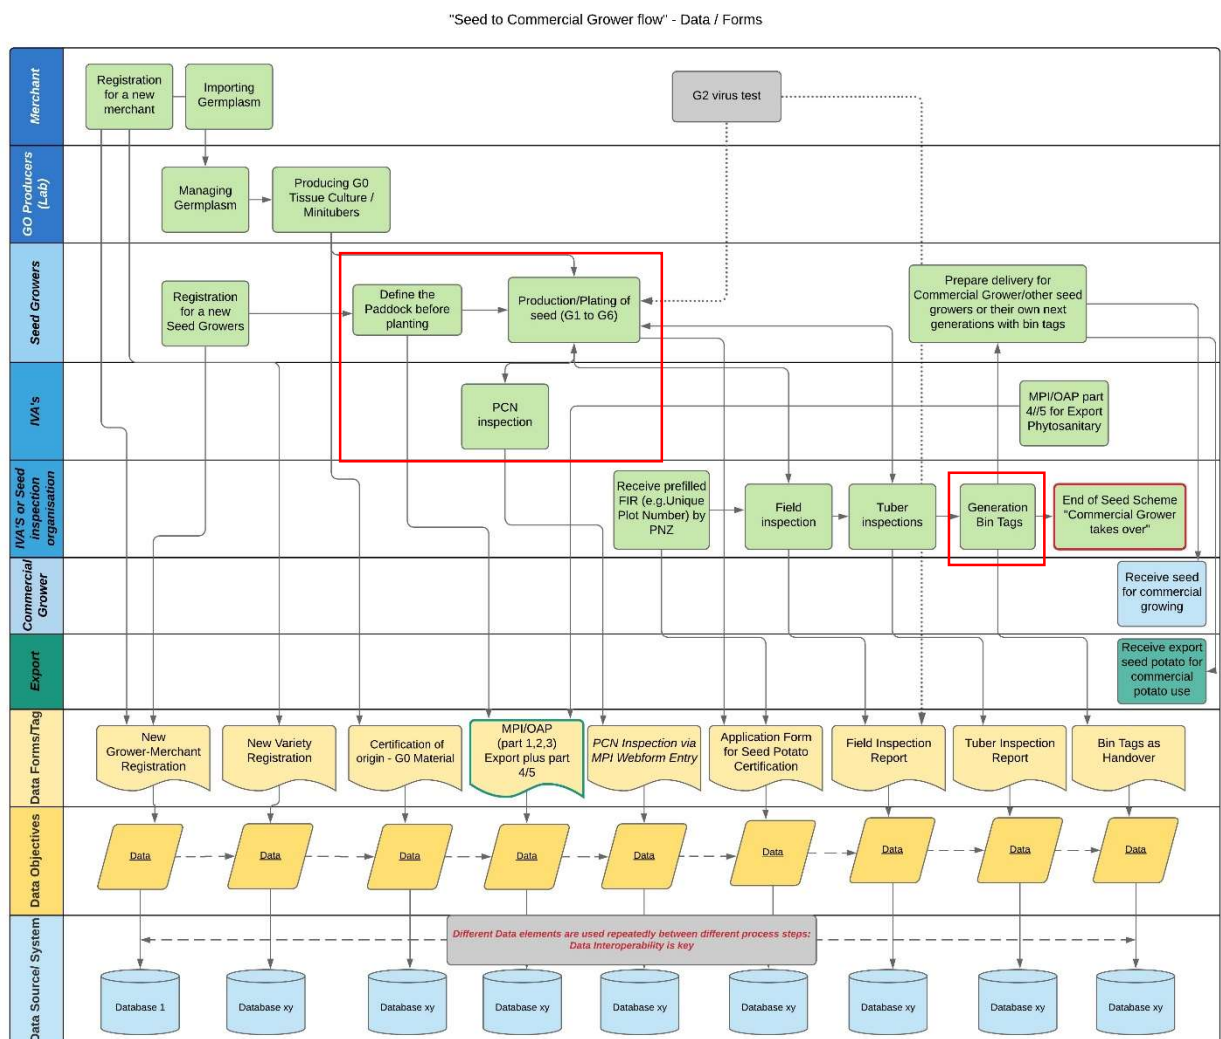 "Seed to Commercial Grower flow" - Data / Forms
Merchant
Registration
for a new
merchant
Importing
Germplasm
G2 virus test
GO Producers
(Lab)
Managing
Germplasm
Producing G0
Tissue Culture /
Minitubers
Seed Growers
Registration
for a new
Seed Growers
Define the
Paddock before
planting
Production/Plating of
seed (G1 to G6)
Prepare delivery for
Commercial Grower/other seed
growers or their own next
generations with bin tags
IVA's
PCN
inspection
MPI/OAP part
4//5 for Export
Phytosanitary
IVA'S or Seed
inspection
organisation
Receive prefilled
FIR (e.g.Unique
Plot Number) by
PNZ
Field
inspection
Tuber
inspections
Generation
Bin Tags
End of Seed Scheme
"Commercial Grower
takes over"
Commercial
Grower
Receive seed
for commercial
growing
Export
Receive export
seed potato for
commercial
potato use
Data Forms/Tag
New
Grower-Merchant
Registration
New Variety
Registration
Certification of
origin - G0 Material
MPI/OAP
(part 1,2,3)
Export plus part
4/5
PCN Inspection via
MPI Webform Entry
Application Form
for Seed Potato
Certification
Field Inspection
Report
Tuber Inspection
Report
Bin Tags as
Handover
Data Objectives
Data
Data
Data
Data
Data
Data
Data
Data
Data
Data Source/ System
Different Data elements are used repeatedly between different process steps:
Data Interoperability is key
Database 1
Database xy
Database xy
Database xy
Database xy
Database xy
Database xy
Database xy
Database xy